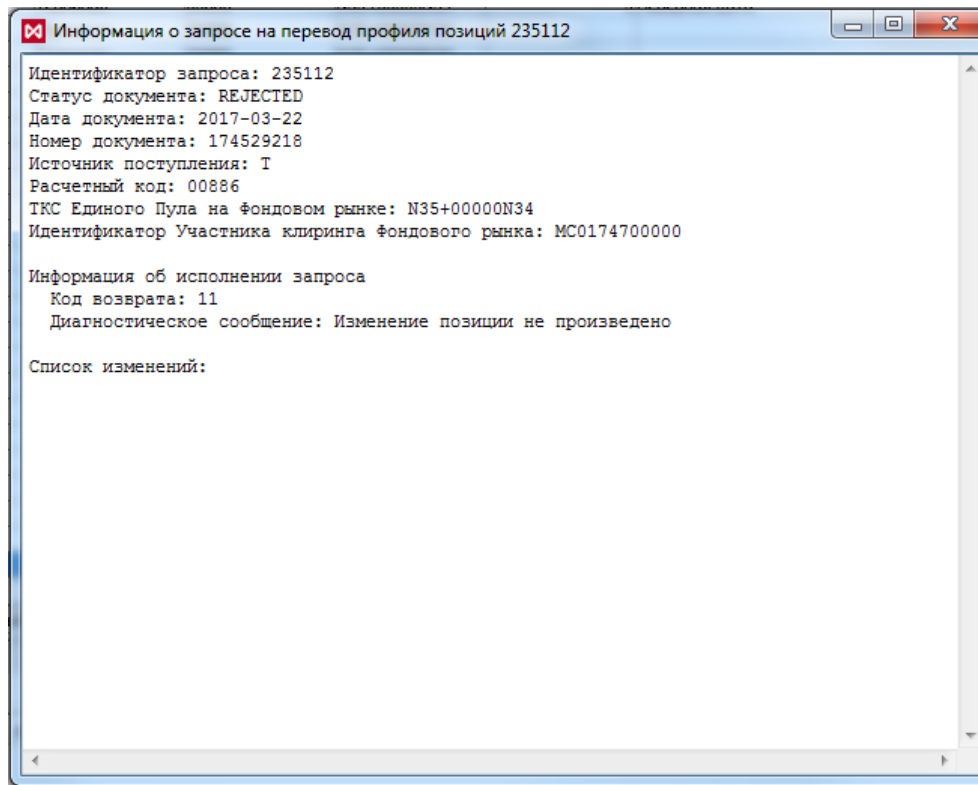 Информация о запросе на перевод профиля позиций 235112
Идентификатор запроса: 235112
Статус документа: REJECTED
Дата документа: 2017-03-22
Номер документа: 174529218
Источник поступления: T
Расчетный код: 00886
ТКС Единого Пула на Фондовом рынке: N35+00000N34
Идентификатор Участника клиринга Фондового рынка: MC0174700000
Информация об исполнении запроса
Код возврата: 11
Диагностическое сообщение: Изменение позиции не произведено
Список изменений: